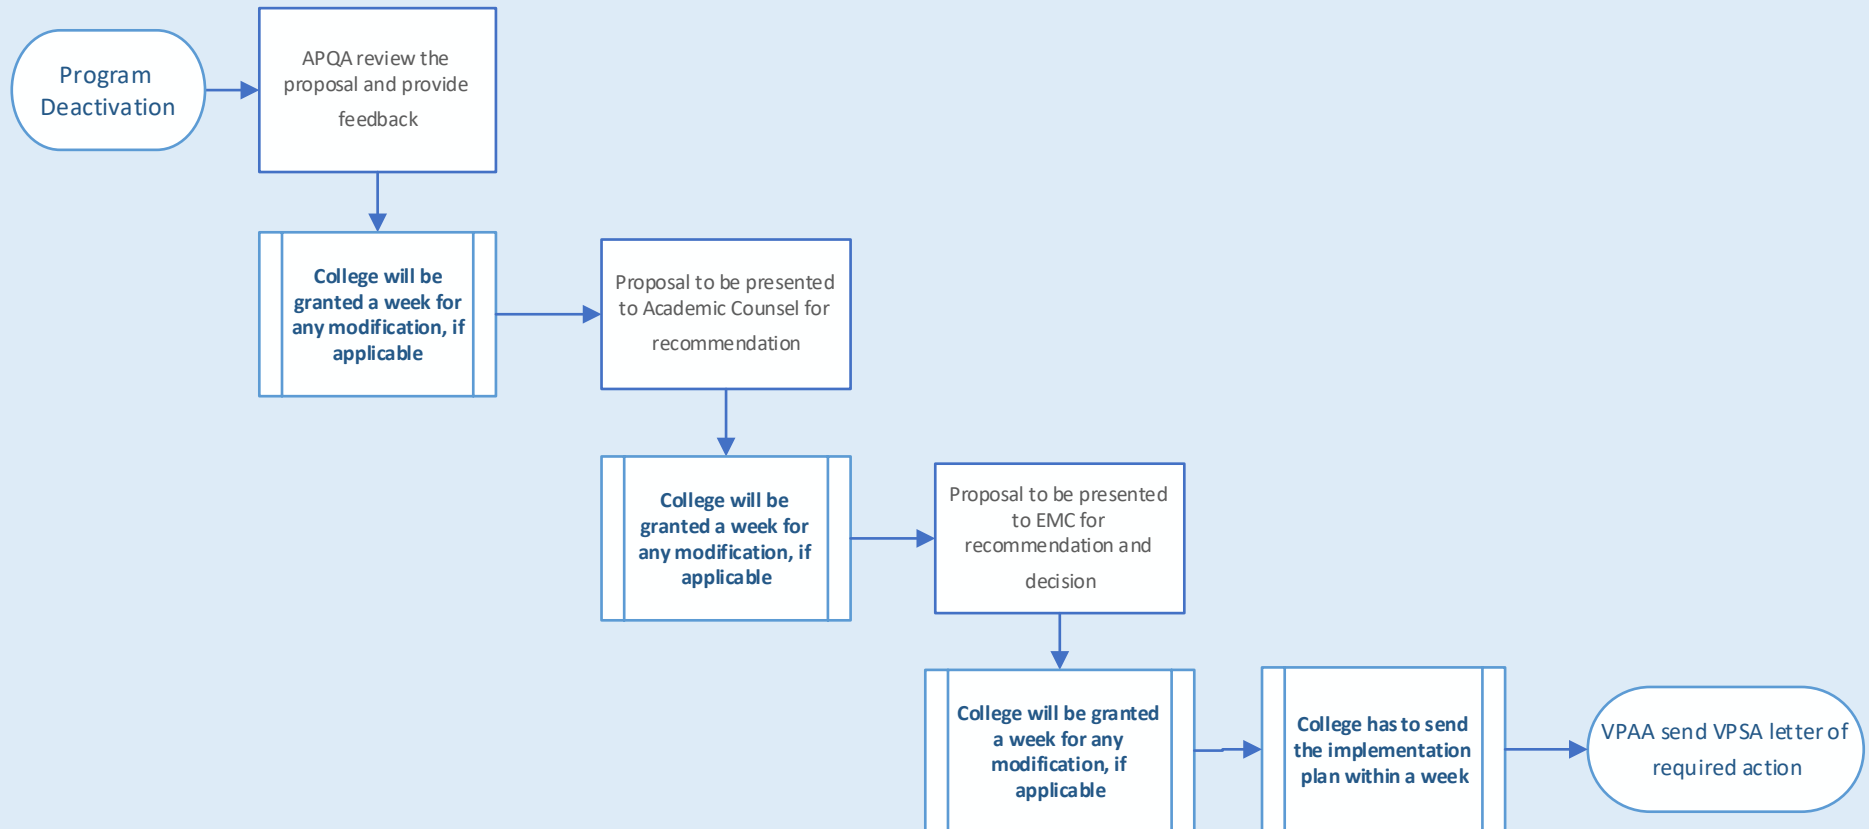 Program
Deactivation
APQA review the
proposal and provide
feedback
College will be
granted a week for
any modification, if
applicable
Proposal to be presented
to Academic Counsel for
recommendation
College will be
granted a week for
any modification, if
applicable
Proposal to be presented
to EMC for
recommendation and
decision
College will be granted
a week for any
modification, if
applicable
College has to send
the implementation
plan within a week
VPAA send VPSA letter of
required action